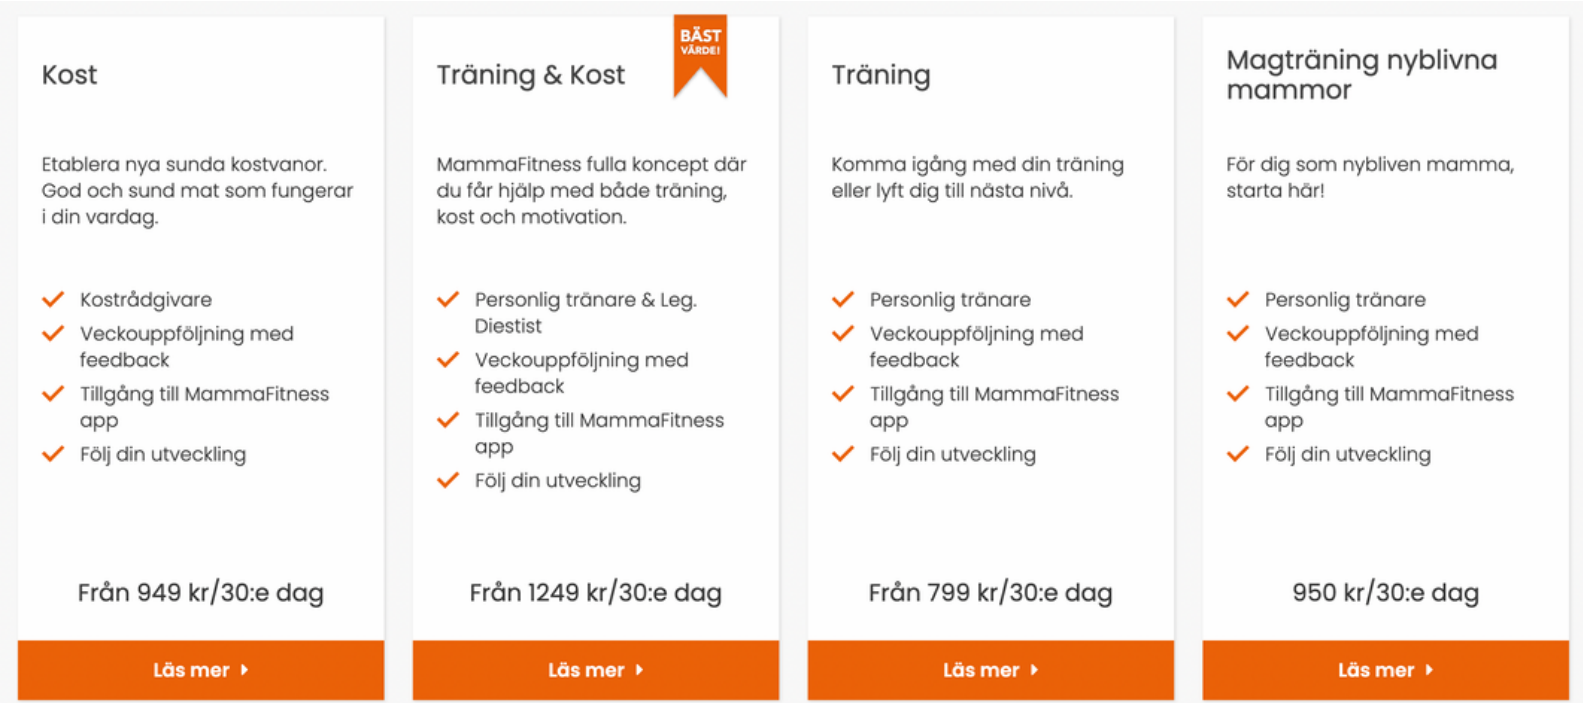 Kost
Etablera nya sunda kostvanor.
God och sund mat som fungerar
i din vardag.
Kostrådgivare
Veckouppföljning med
feedback
Tillgång till MammaFitness
app
Följ din utveckling
Från 949 kr/30:e dag
Läs mer
BÄST
VÄRDE!
Träning & Kost
MammaFitness fulla koncept där
du får hjälp med både träning,
kost och motivation.
Personlig tränare & Leg.
Diestist
Veckouppföljning med
feedback
Tillgång till MammaFitness
app
Följ din utveckling
Från 1249 kr/30:e dag
Läs mer
Träning
Komma igång med din träning
eller lyft dig till nästa nivå.
Personlig tränare
Veckouppföljning med
feedback
Tillgång till MammaFitness
app
Följ din utveckling
Från 799 kr/30:e dag
Läs mer
Magträning nyblivna
mammor
För dig som nybliven mamma,
starta här!
Personlig tränare
Veckouppföljning med
feedback
Tillgång till MammaFitness
app
Följ din utveckling
950 kr/30:e dag
Läs mer